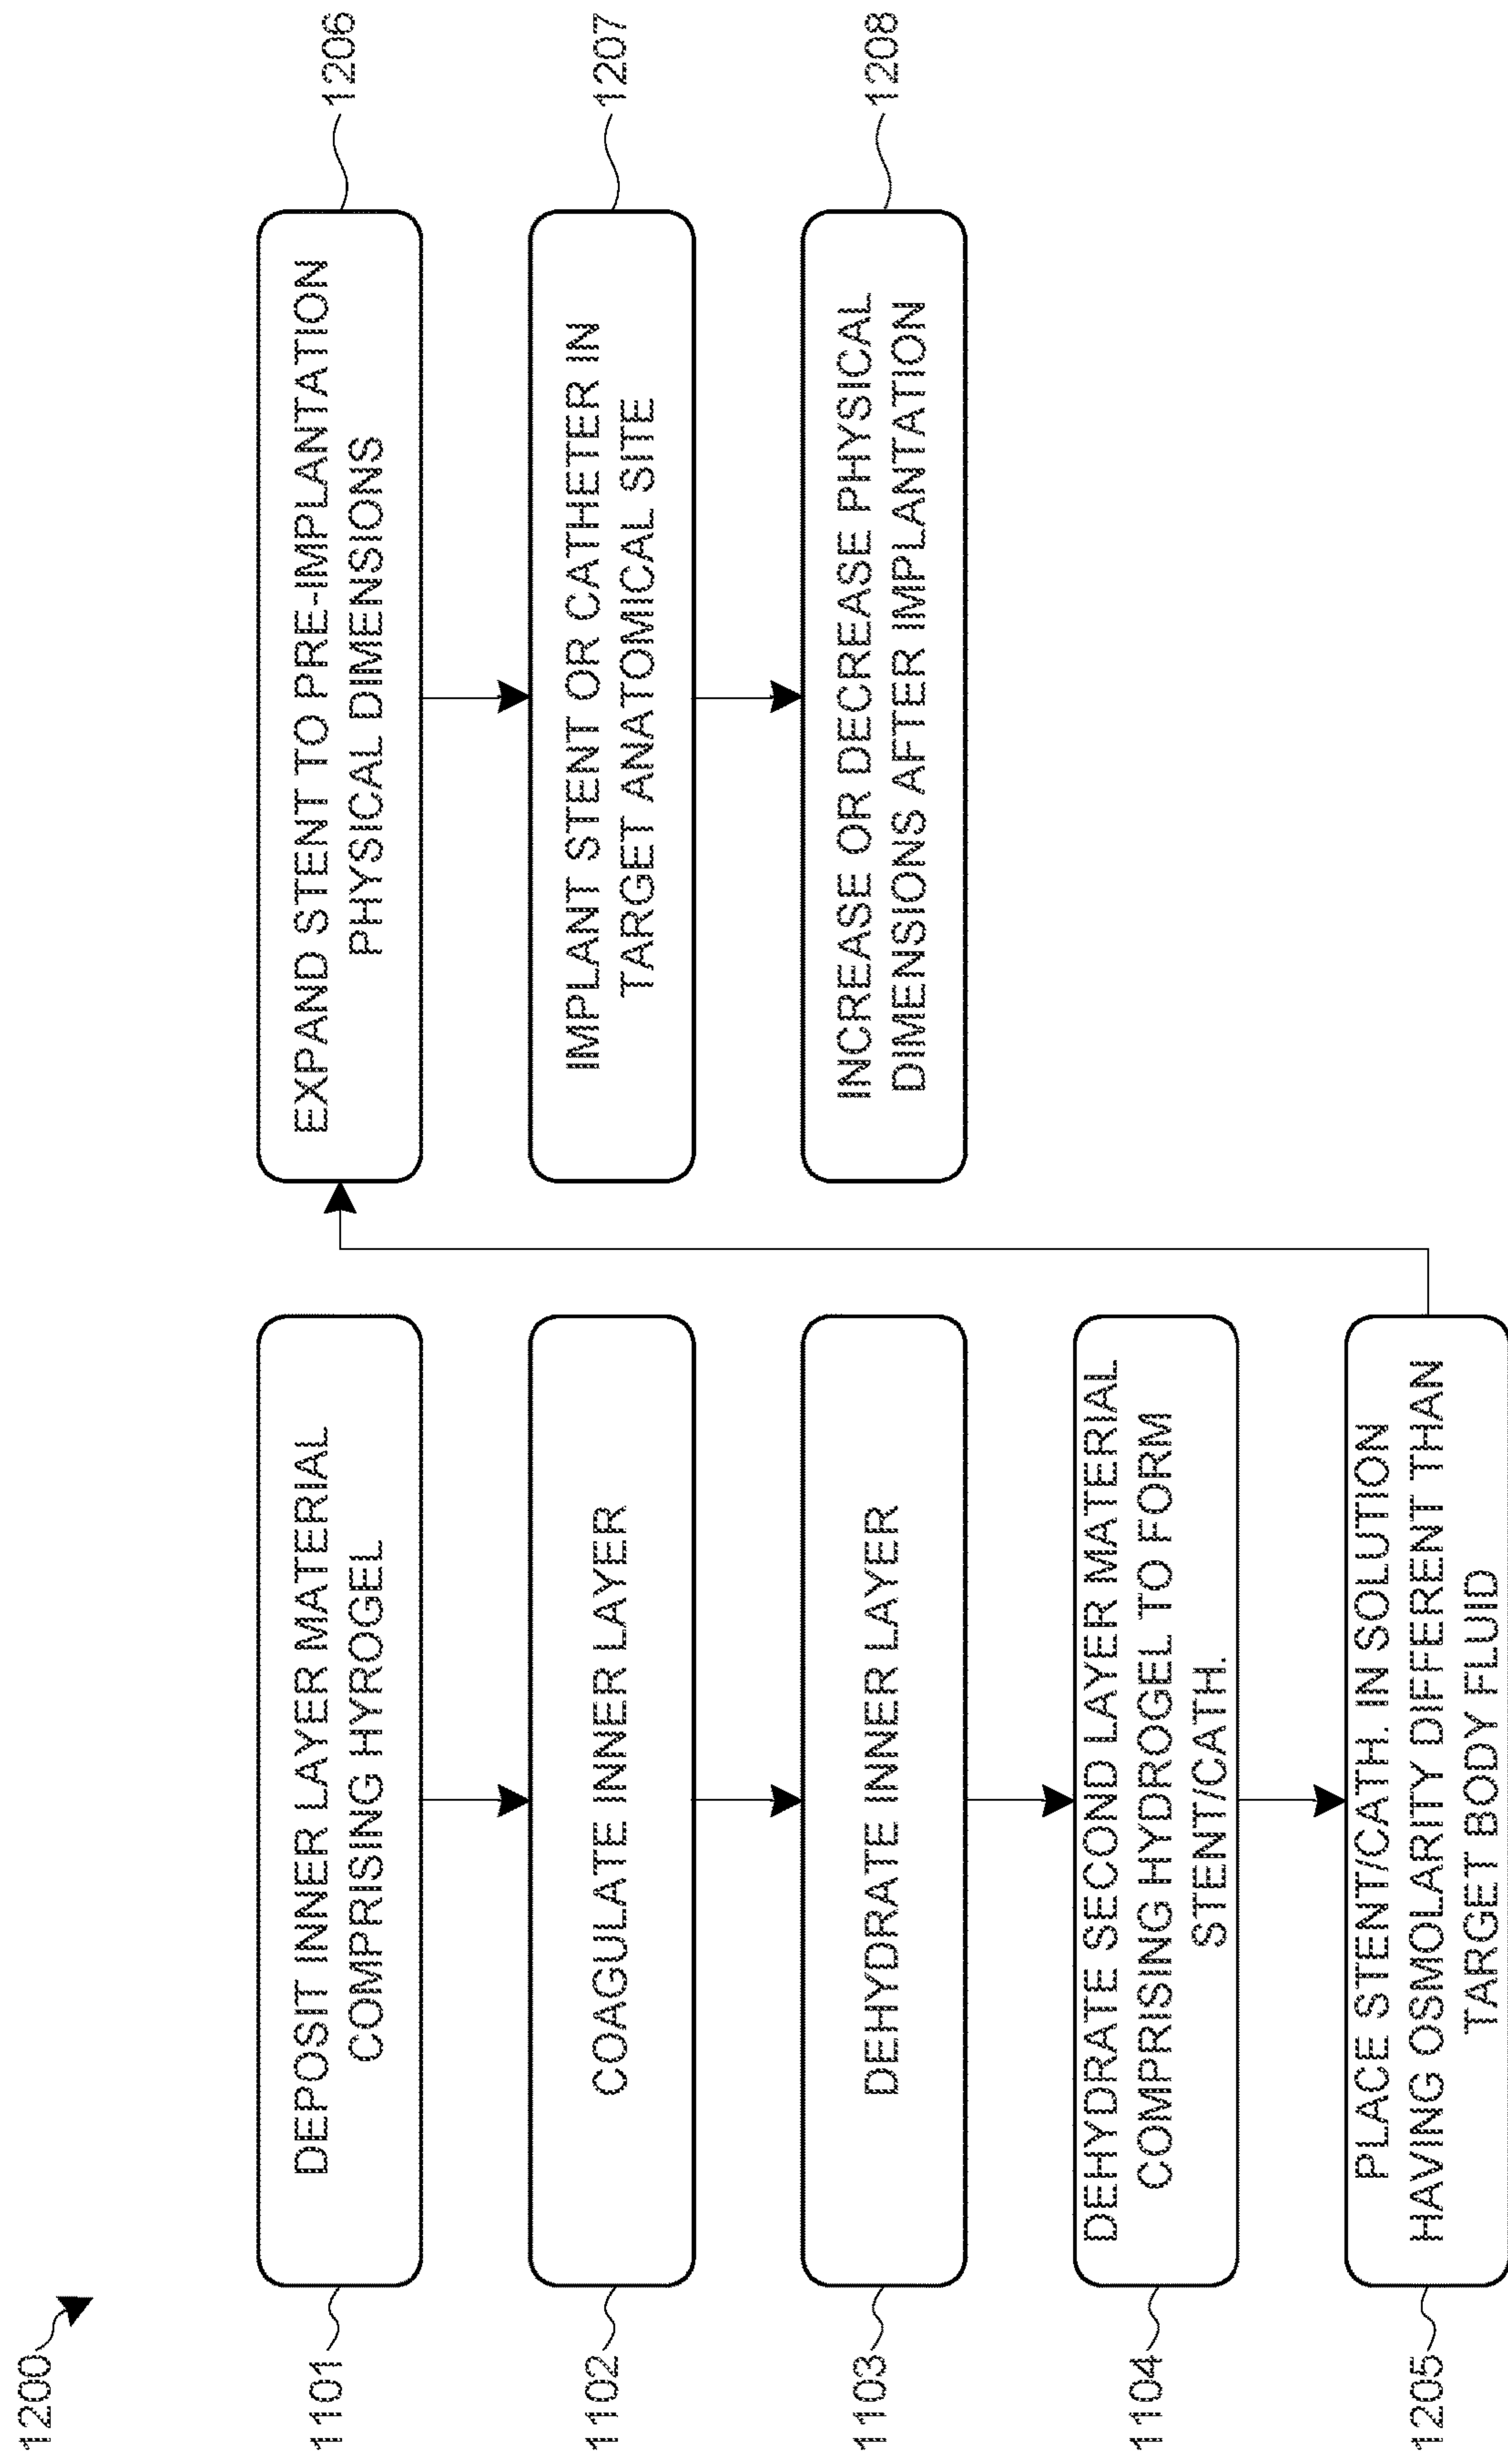 1200
1101
DEPOSIT INNER LAYER MATERIAL
COMPRISING HYROGEL
1102
COAGULATE INNER LAYER
1103
DEHYDRATE INNER LAYER
1104
DEHYDRATE SECOND LAYER MATERIAL
COMPRISING HYDROGEL TO FORM
STENT/CATH.
1205
PLACE STENT/CATH. IN SOLUTION
HAVING OSMOLARITY DIFFERENT THAN
TARGET BODY FLUID
EXPAND STENT TO PRE-IMPLANTATION
PHYSICAL DIMENSIONS
1206
IMPLANT STENT OR CATHETER IN
TARGET ANATOMICAL SITE
1207
INCREASE OR DECREASE PHYSICAL
DIMENSIONS AFTER IMPLANTATION
1208